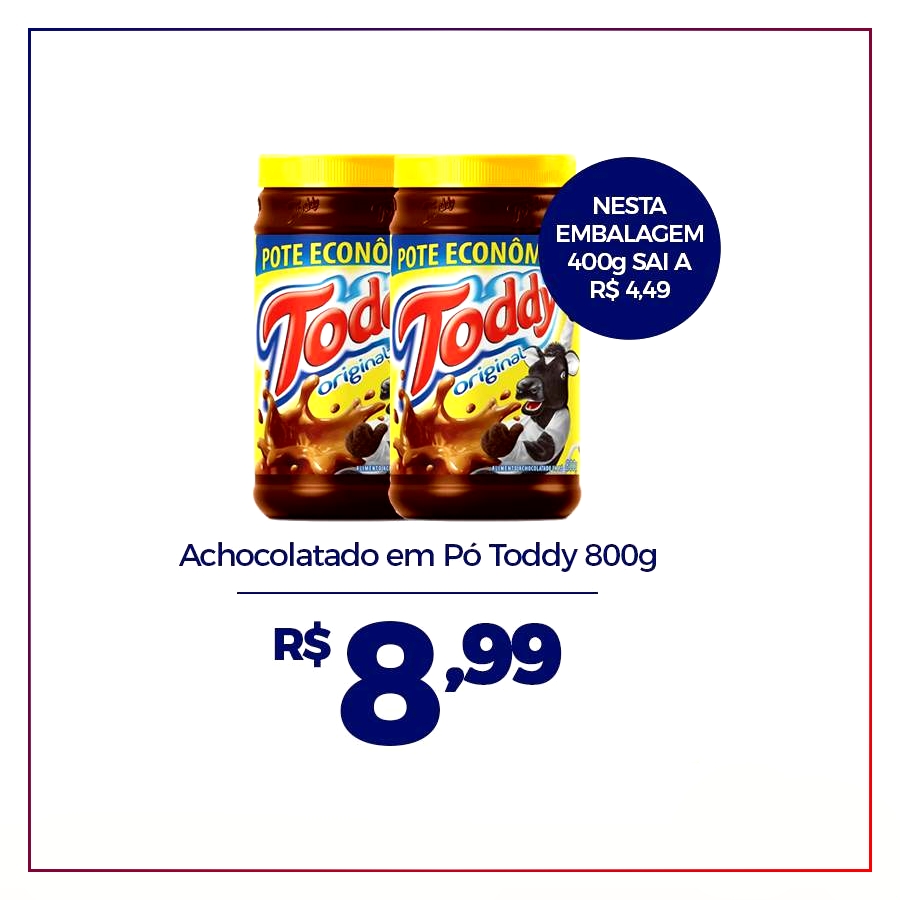 NESTA
EMBALAGEM
400g SAI A
R$ 4,49
POTE ECONÔ
POTE ECONÔM
Todd
Toddy
original
original
Achocolatado em Pó Toddy 800g
R$ 8,99